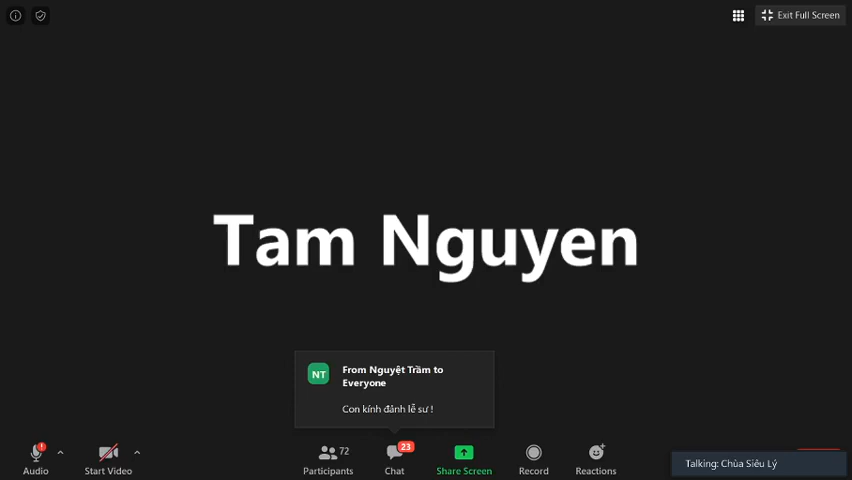 Exit Full Screen
Tam Nguyen
NT
From Nguyệt Trầm to
Everyone
Con kính đảnh lễ sư !
72
23
Audio
Start Video
Participants
Chat
Share Screen
Record
Reactions
Talking: Chùa Siêu Lý